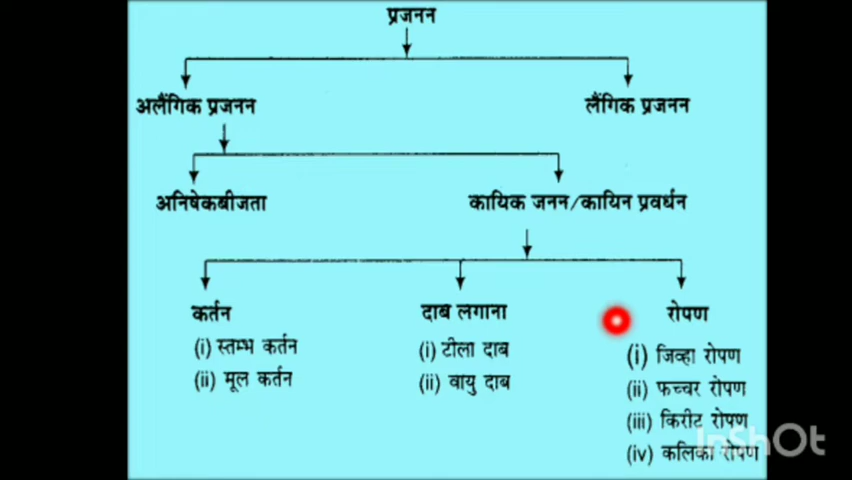 प्रजनन
अलैंगिक प्रजनन
लैंगिक प्रजनन
अनिषेकबीजता
कायिक जनन/कायिन प्रवर्धन
कर्तन
(i) स्तम्भ कर्तन
(ii) मूल कर्तन
दाब लगाना
(i) टीला दाब
(ii) वायु दाब
रोपण
(i) जिव्हा रोपण
(ii) फच्चर रोपण
(iii) किरीट रोपण
(iv) कलिका रोपण
InShOt